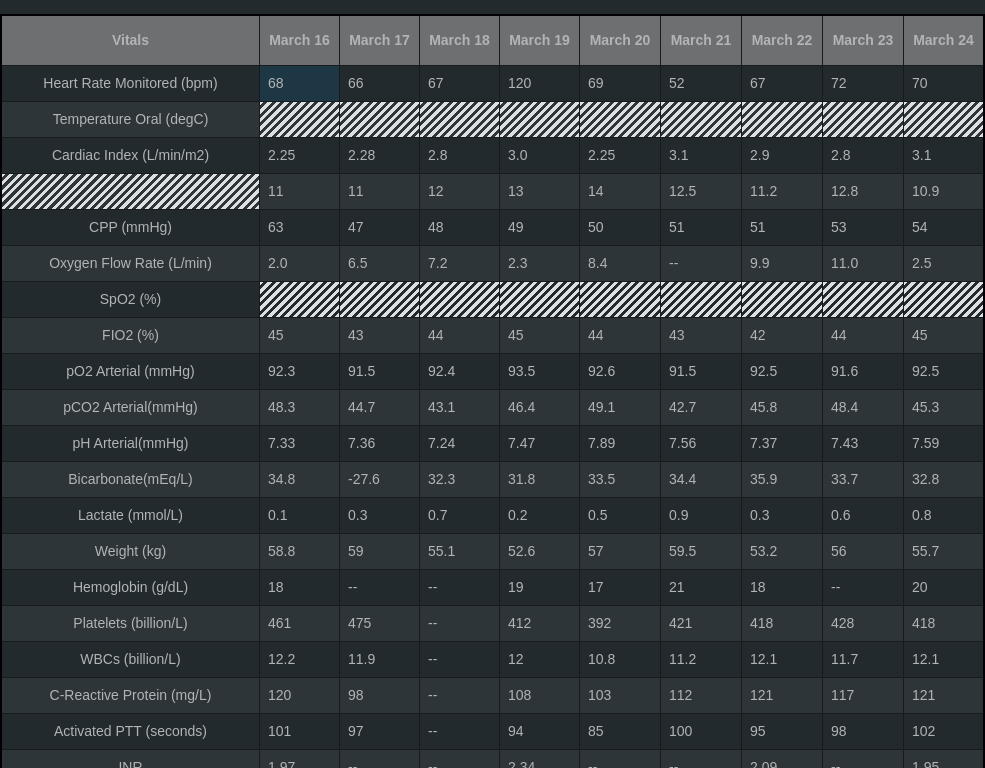 Vitals March 16 March 17 March 18 March 19 March 20 March 21 March 22 March 23 March 24
Heart Rate Monitored (bpm) 68 66 67 120 69 52 67 72 70
Temperature Oral (degC)
Cardiac Index (L/min/m2) 2.25 2.28 2.8 3.0 2.25 3.1 2.9 2.8 3.1
11 11 12 13 14 12.5 11.2 12.8 10.9
CPP (mmHg) 63 47 48 49 50 51 51 53 54
Oxygen Flow Rate (L/min) 2.0 6.5 7.2 2.3 8.4 -- 9.9 11.0 2.5
SpO2 (%)
FIO2 (%) 45 43 44 45 44 43 42 44 45
pO2 Arterial (mmHg) 92.3 91.5 92.4 93.5 92.6 91.5 92.5 91.6 92.5
pCO2 Arterial(mmHg) 48.3 44.7 43.1 46.4 49.1 42.7 45.8 48.4 45.3
pH Arterial(mmHg) 7.33 7.36 7.24 7.47 7.89 7.56 7.37 7.43 7.59
Bicarbonate(mEq/L) 34.8 -27.6 32.3 31.8 33.5 34.4 35.9 33.7 32.8
Lactate (mmol/L) 0.1 0.3 0.7 0.2 0.5 0.9 0.3 0.6 0.8
Weight (kg) 58.8 59 55.1 52.6 57 59.5 53.2 56 55.7
Hemoglobin (g/dL) 18 -- -- 19 17 21 18 -- 20
Platelets (billion/L) 461 475 -- 412 392 421 418 428 418
WBCs (billion/L) 12.2 11.9 -- 12 10.8 11.2 12.1 11.7 12.1
C-Reactive Protein (mg/L) 120 98 -- 108 103 112 121 117 121
Activated PTT (seconds) 101 97 -- 94 85 100 95 98 102
INR 1.97 -- -- 2.34 -- -- 2.09 -- 1.95